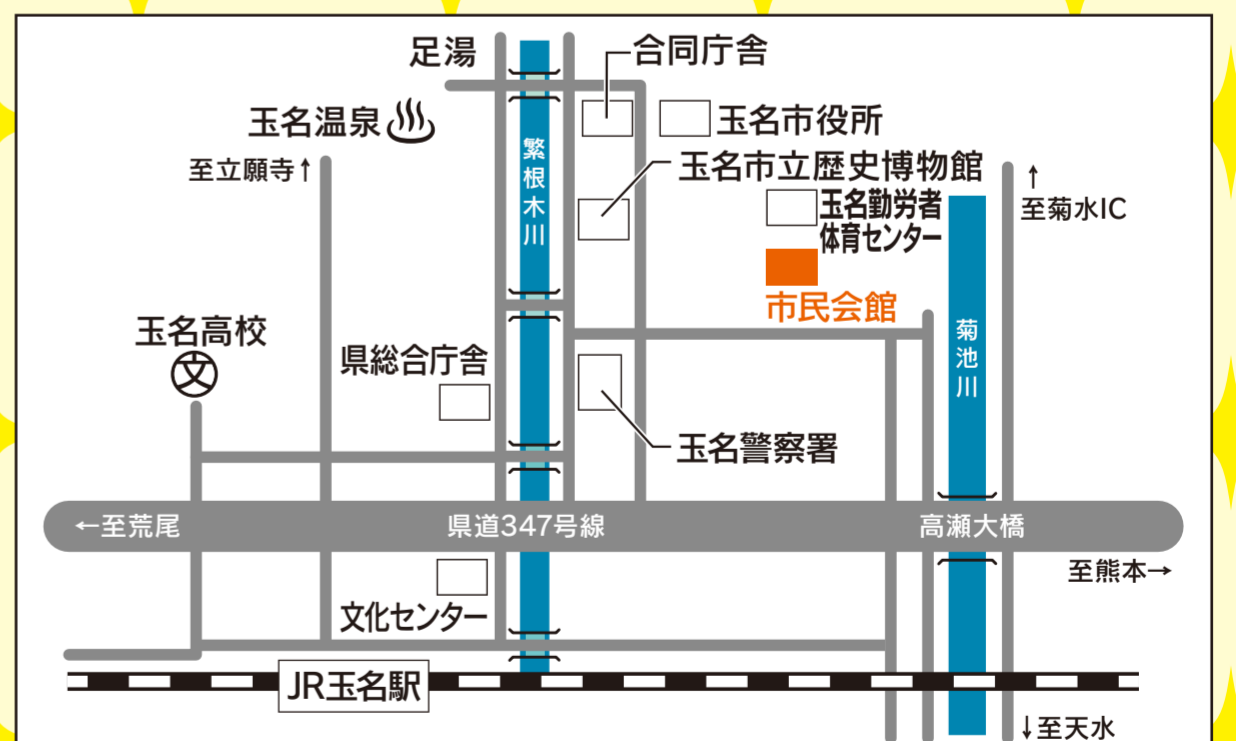 足湯
合同庁舎
玉名温泉
玉名市役所
繁根木川
至立願寺↑
玉名市立歴史博物館
↑
至菊水IC
玉名勤労者
体育センター
市民会館
玉名高校
文
県総合庁舎
菊池川
玉名警察署
←至荒尾
県道347号線
高瀬大橋
至熊本→
文化センター
JR玉名駅
↓至天水